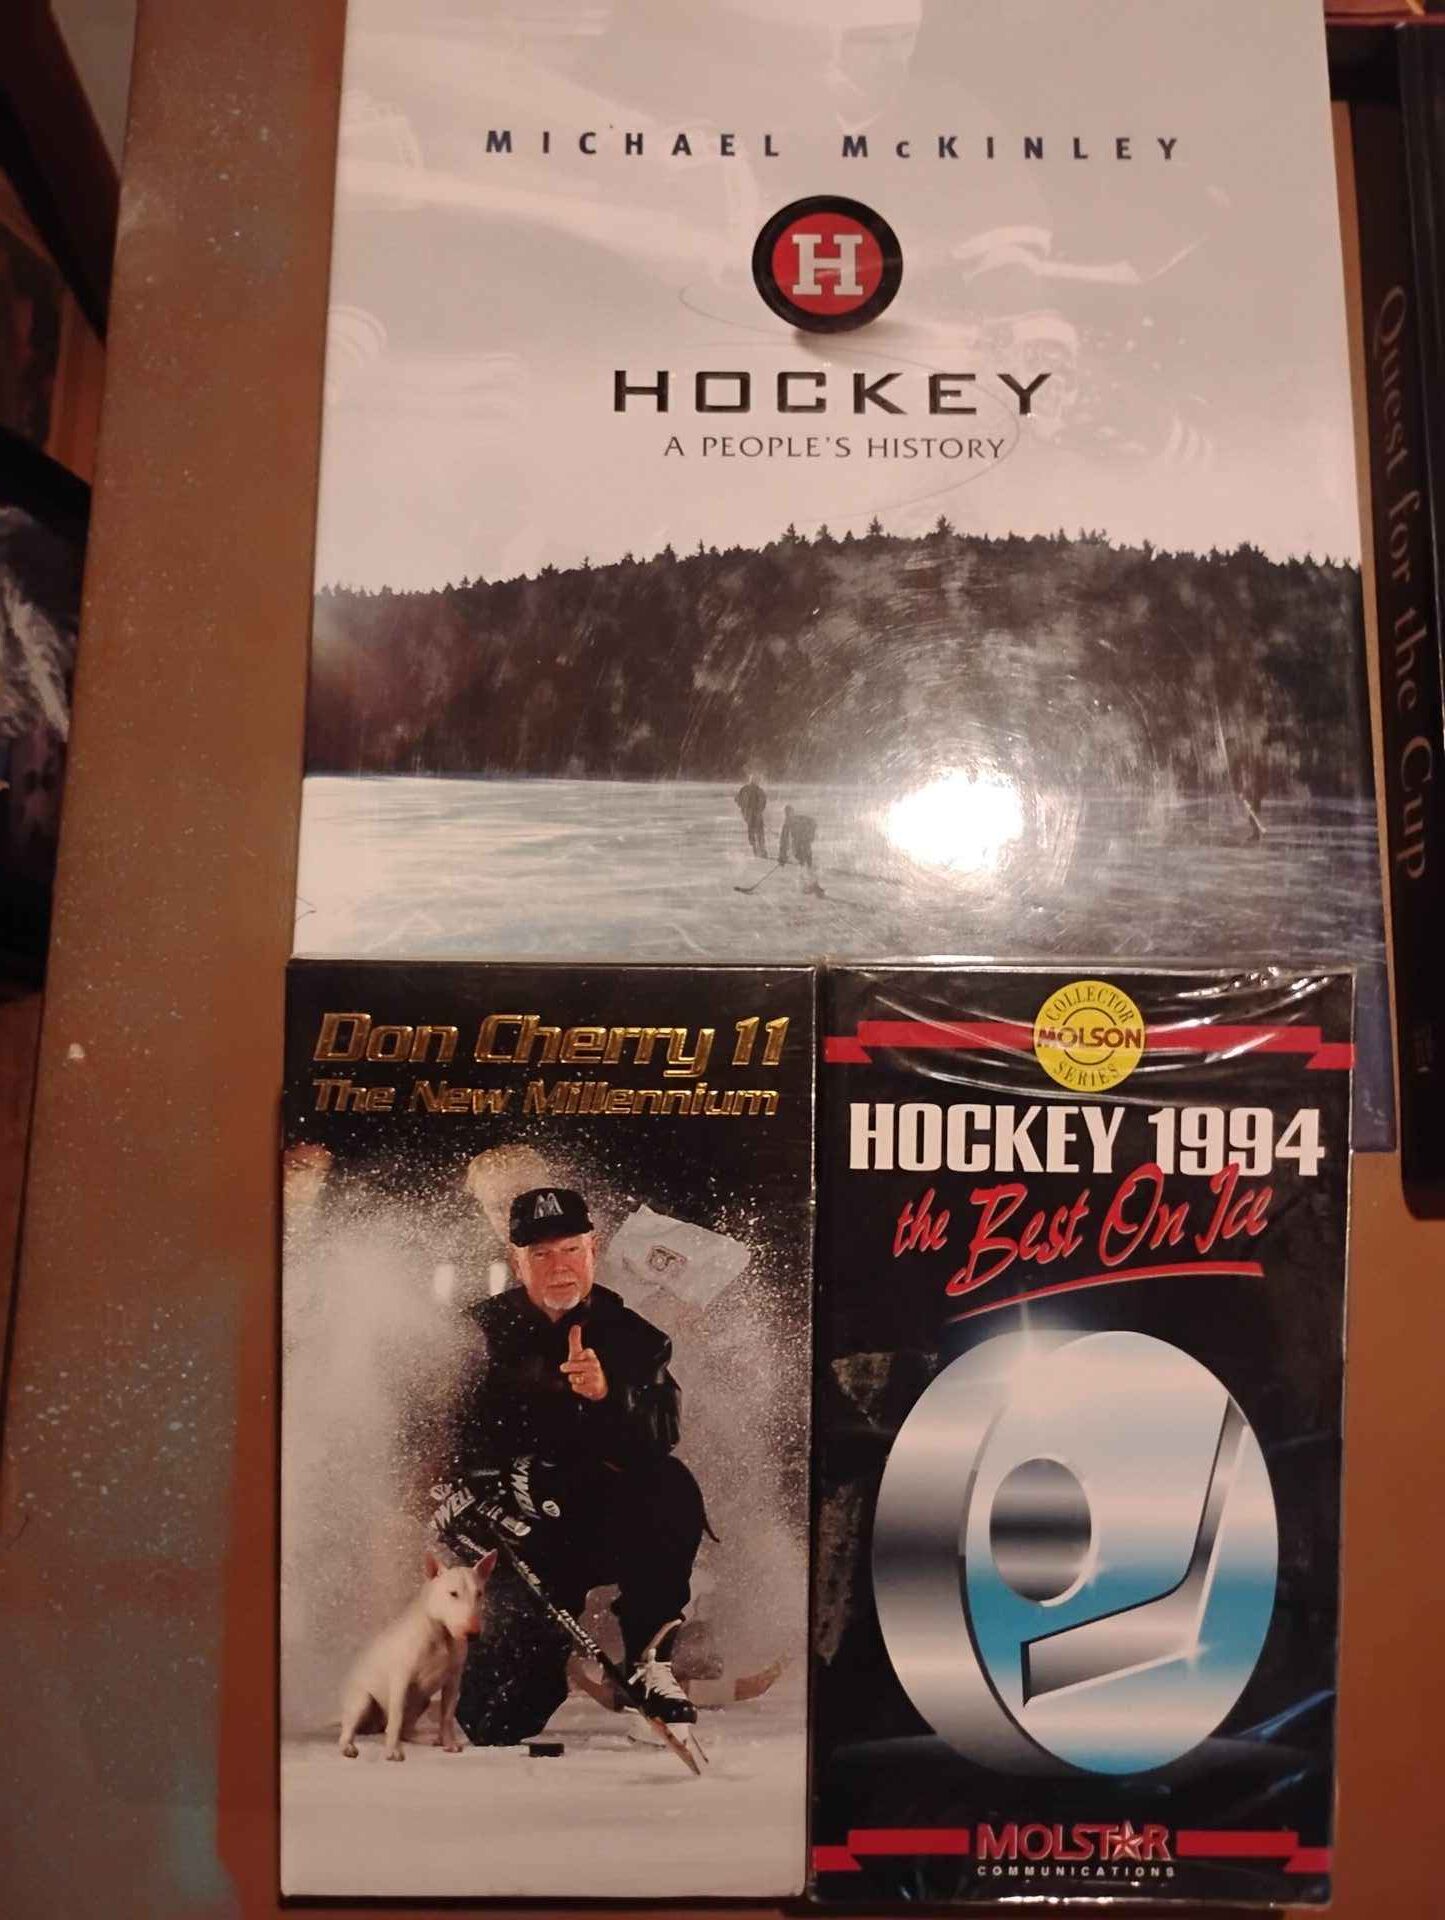 MICHAEL McKINLEY
H
HOCKEY
A PEOPLE'S HISTORY
Quest for the Cup
Don Cherry 11
The New Millennium
COLLECTOR
MOLSON
SERIES
HOCKEY 1994
the Best On Ice
MOLSTAR
COMMUNICATIONS